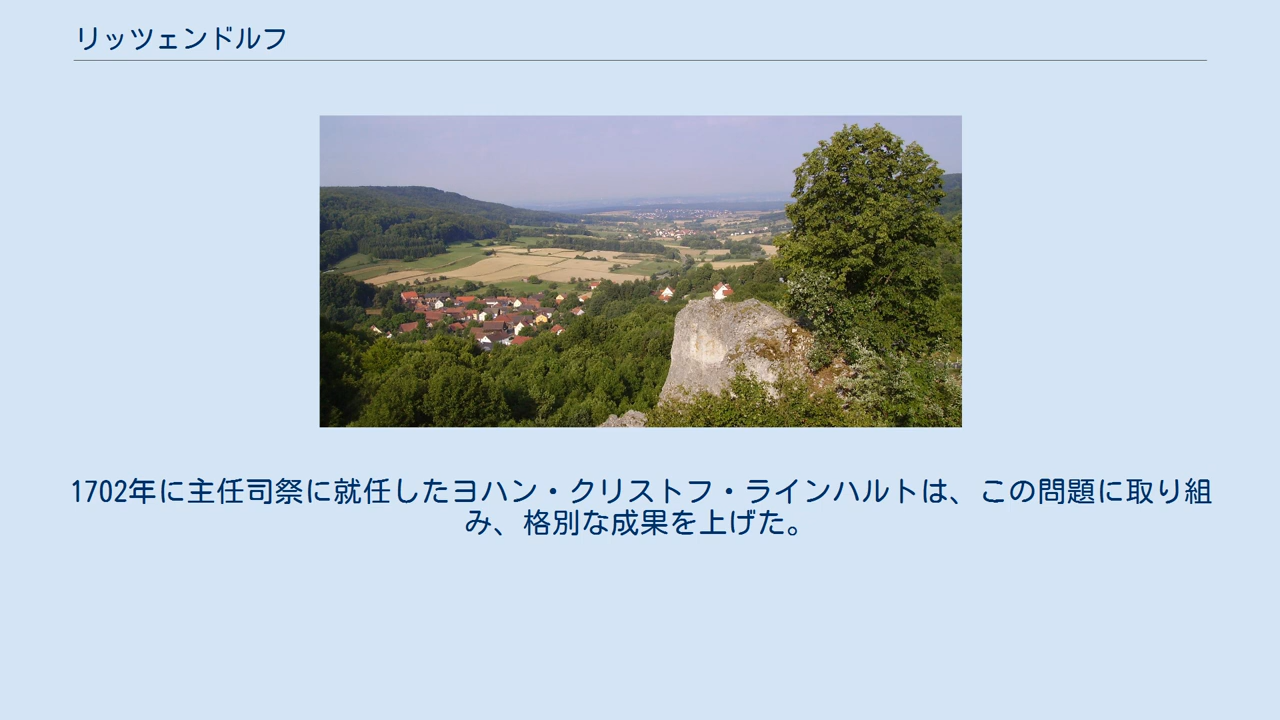 リッツェンドルフ
1702年に主任司祭に就任したヨハン・クリストフ・ラインハルトは、この問題に取り組
み、格別な成果を上げた。